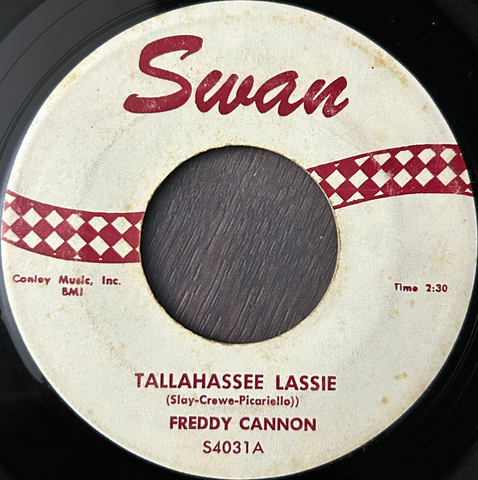 Swan
Conley Music, Inc.
BMI
Time 2:30
TALLAHASSEE LASSIE
(Slay-Crewe-Picariello))
FREDDY CANNON
S4031A